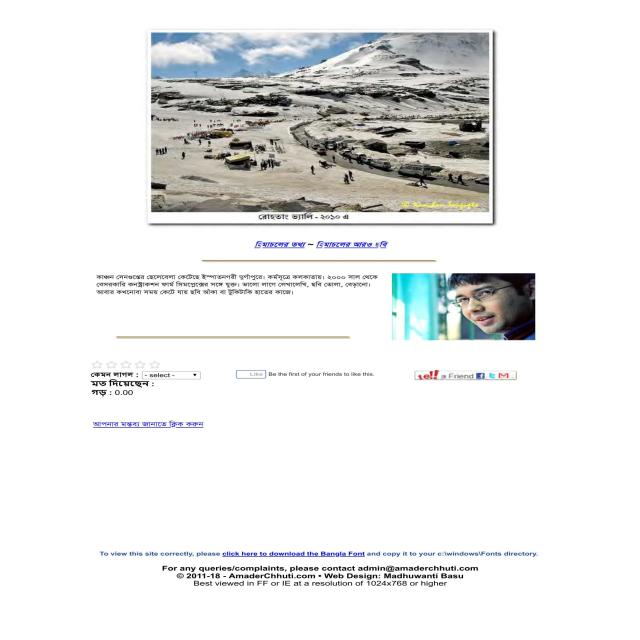 রোহতাং ভ্যালি - ২০১০ এ
হিমাচলের তথ্য ~ হিমাচলের আরও ছবি
কাঞ্চন সেনগুপ্তের ছেলেবেলা কেটেছে ইস্পাতনগরী দুর্গাপুরে। কর্মসূত্রে কলকাতায়। ২০০০ সাল থেকে
বেসরকারি কনস্ট্রাকশন ফার্ম সিমপ্লেক্সের সঙ্গে যুক্ত। ভালো লাগে লেখালেখি, ছবি তোলা, বেড়ানো।
আবার কখনোবা সময় কেটে যায় ছবি আঁকা বা টুকিটাকি হাতের কাজে।
কেমন লাগল : - select -
Like Be the first of your friends to like this.
tell a Friend
মত দিয়েছেন :
গড় : 0.00
আপনার মন্তব্য জানাতে ক্লিক করুন
To view this site correctly, please click here to download the Bangla Font and copy it to your c:\windows\Fonts directory.
For any queries/complaints, please contact admin@amaderchhuti.com
© 2011-18 - AmaderChhuti.com • Web Design: Madhuwanti Basu
Best viewed in FF or IE at a resolution of 1024x768 or higher